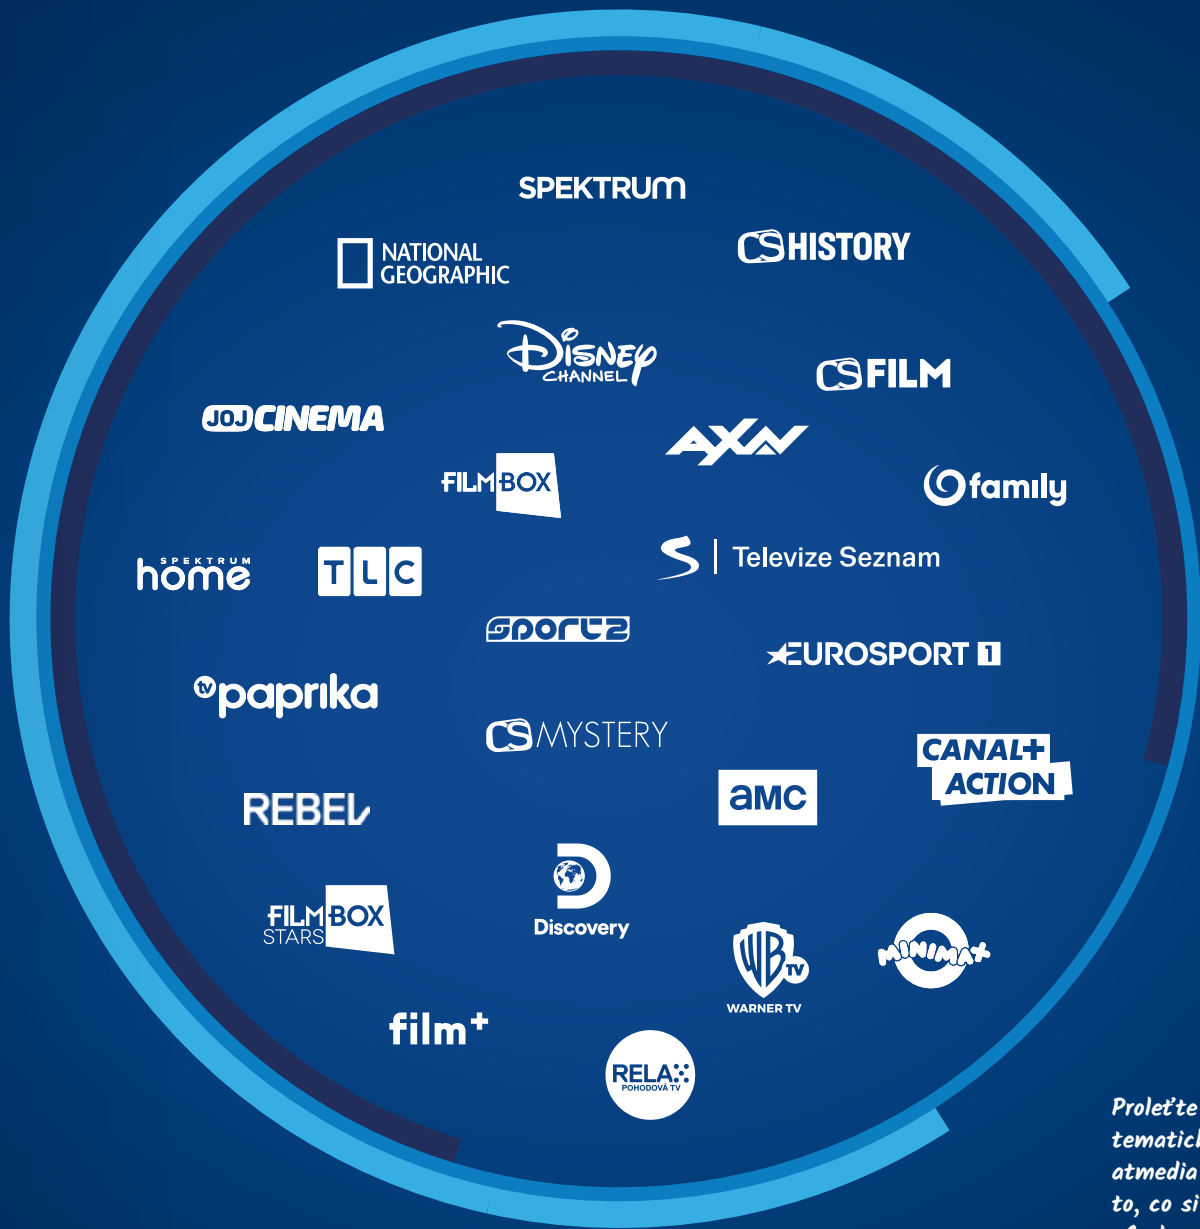 SPEKTRUM
NATIONAL
GEOGRAPHIC
CS HISTORY
DISNEY
CHANNEL
CS FILM
JOJ CINEMA
AXN
FILMBOX
family
SPEKTRUM
home
TLC
S | Televize Seznam
sport2
EUROSPORT 1
tv paprika
CS MYSTERY
CANAL+
ACTION
REBEL
aMC
FILMBOX
STARS
D
Discovery
WB TV
WARNER TV
MINIMAX
film+
RELAX
POHODOVÁ TV
Proleťte
atmedia
to, co si